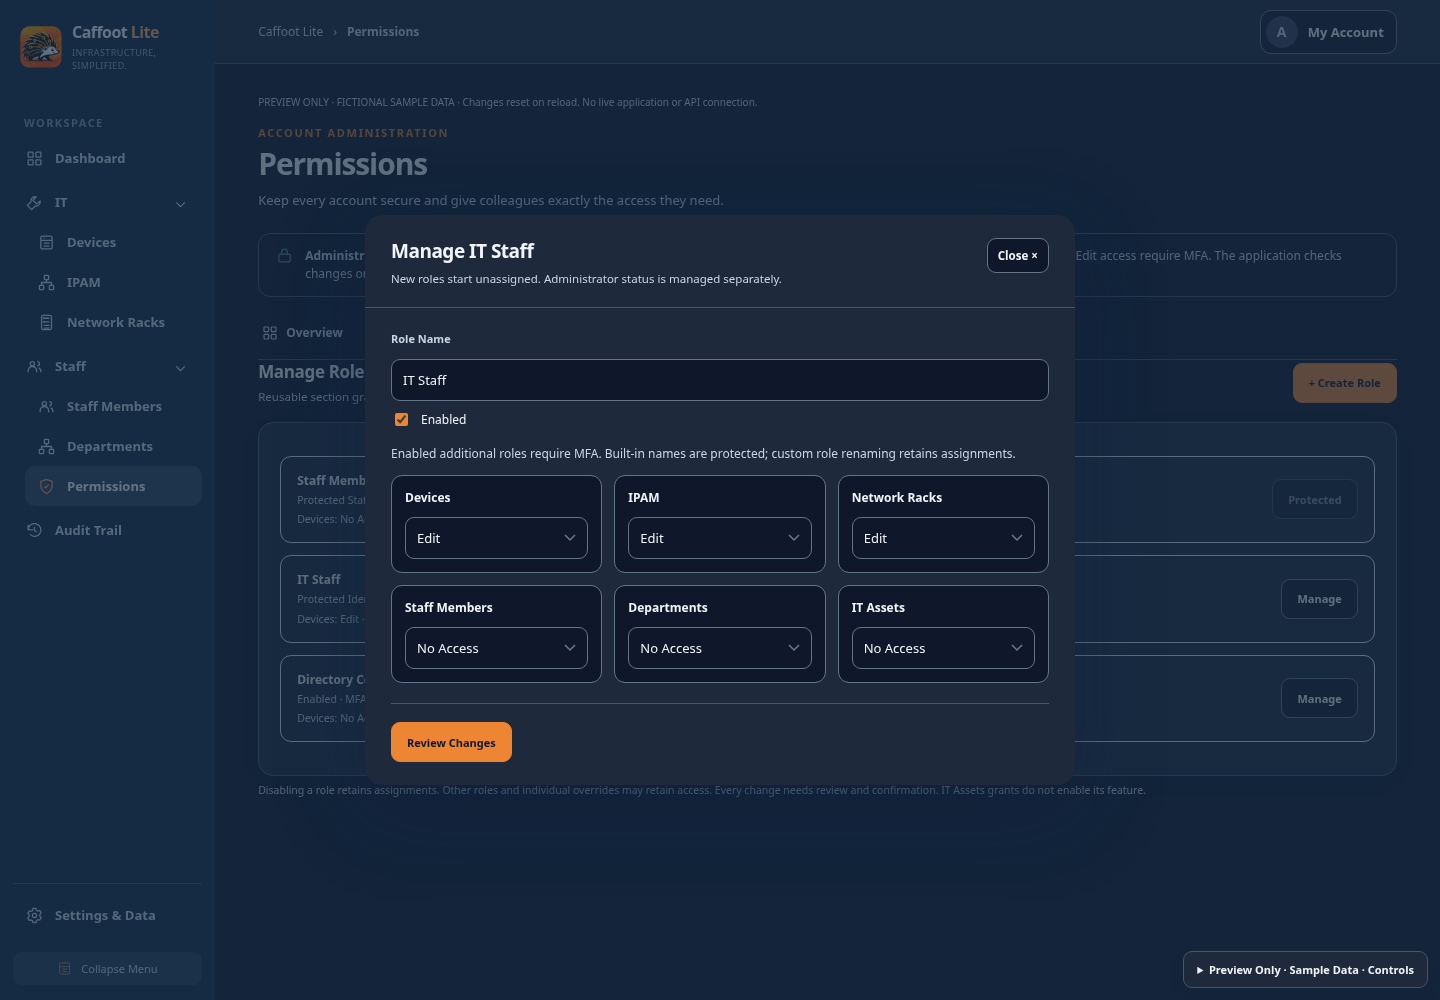 Caffoot Lite
INFRASTRUCTURE,
SIMPLIFIED.
WORKSPACE
Dashboard
IT
Devices
IPAM
Network Racks
Staff
Staff Members
Departments
Permissions
Audit Trail
Settings & Data
Collapse Menu
Caffoot Lite › Permissions
A My Account
PREVIEW ONLY · FICTIONAL SAMPLE DATA · Changes reset on reload. No live application or API connection.
ACCOUNT ADMINISTRATION
Permissions
Keep every account secure and give colleagues exactly the access they need.
Edit access require MFA. The application checks
changes
Overview
Manage Role
Reusable section
+ Create Role
Staff
Protected
Devices: No
Protected
IT Staff
Protected
Devices: Edit ·
Manage
Directory
Enabled · MFA
Devices: No
Manage
Disabling a role retains assignments. Other roles and individual overrides may retain access. Every change needs review and confirmation. IT Assets grants do not enable its feature.
Manage IT Staff
Close ×
New roles start unassigned. Administrator status is managed separately.
Role Name
IT Staff
Enabled
Enabled additional roles require MFA. Built-in names are protected; custom role renaming retains assignments.
Devices
Edit
IPAM
Edit
Network Racks
Edit
Staff Members
No Access
Departments
No Access
IT Assets
No Access
Review Changes
▶ Preview Only · Sample Data · Controls